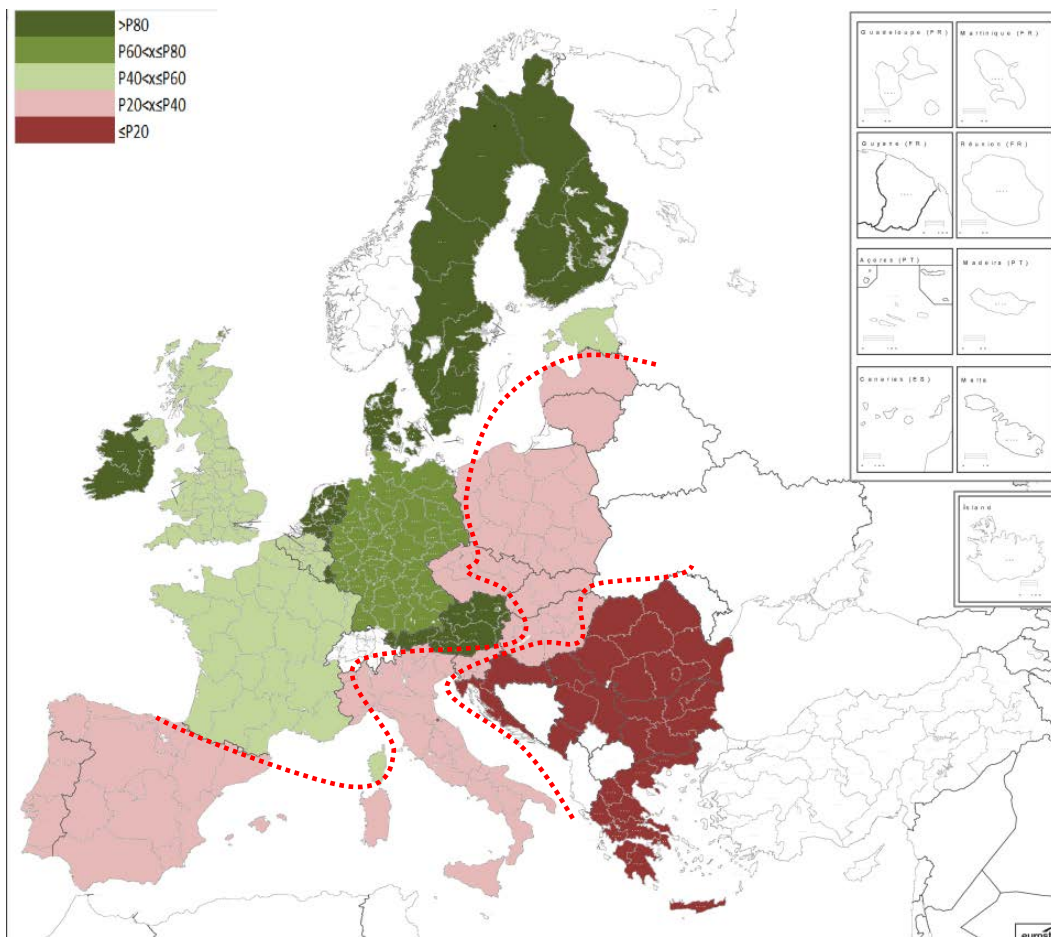 >P80
P60<x≤P80
P40<x≤P60
P20<x≤P40
≤P20
Guadeloupe (FR)
Martinique (FR)
Guyane (FR)
Réunion (FR)
Açores (PT)
Madeira (PT)
Canarias (ES)
Malta
Ísland